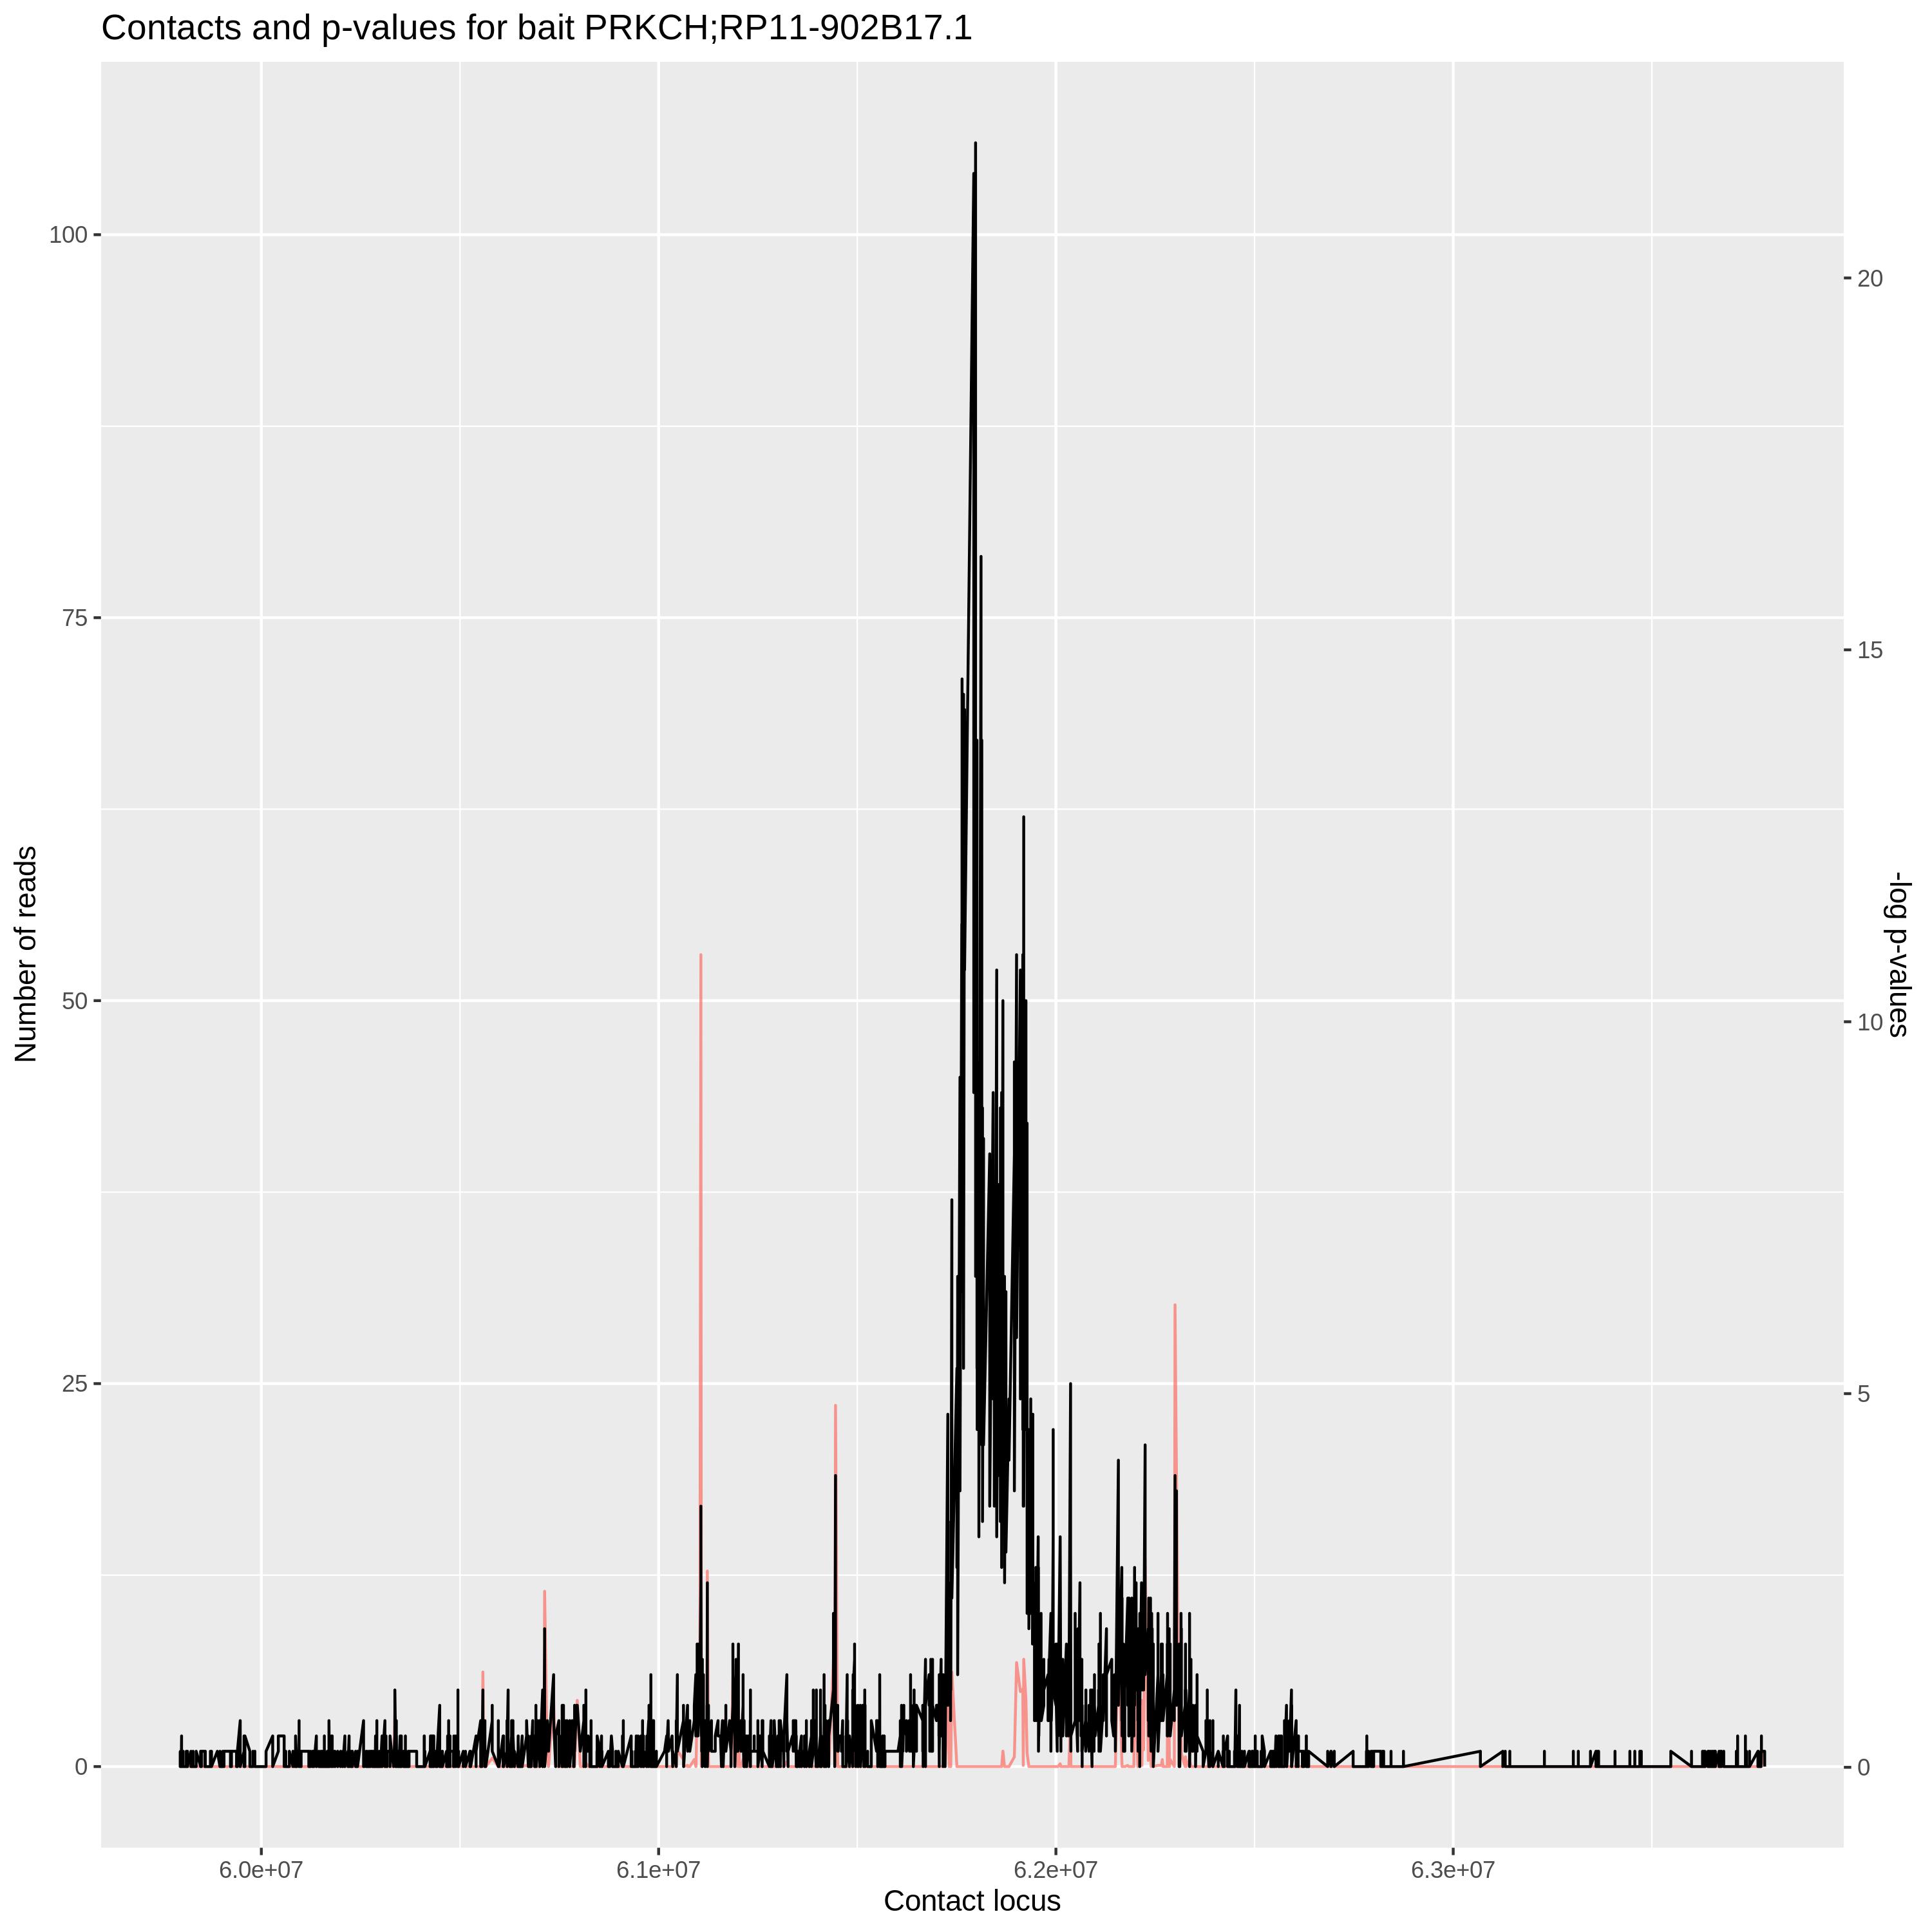 Contacts and p-values for bait PRKCH;RP11-902B17.1
100
75
50
25
0
Number of reads
20
15
10
5
0
-log p-values
6.0e+07
6.1e+07
6.2e+07
6.3e+07
Contact locus